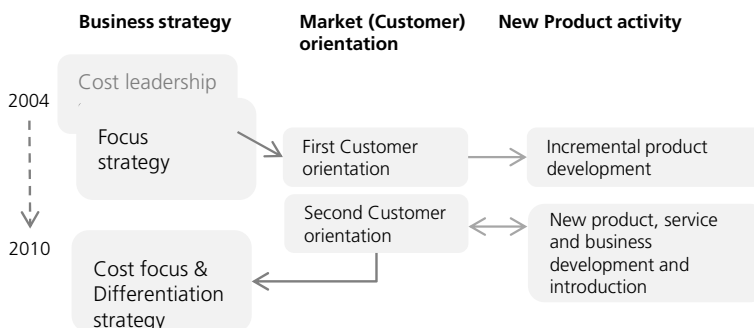 Business strategy
Market (Customer)
orientation
New Product activity
Cost leadership
2004
Focus
strategy
First Customer
orientation
Incremental product
development
Second Customer
orientation
New product, service
and business
development and
introduction
2010
Cost focus &
Differentiation
strategy